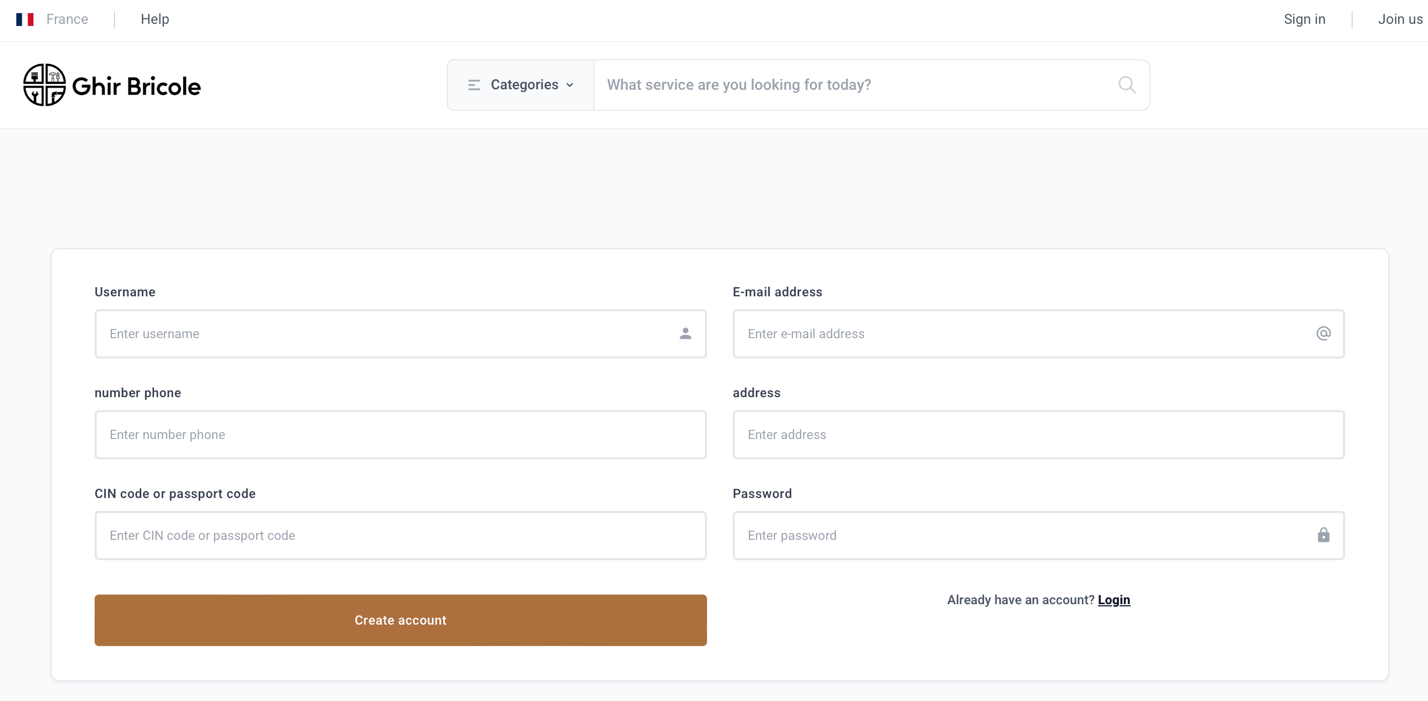 France
Help
Sign in
Join us
Ghir Bricole
Categories
What service are you looking for today?
Username
E-mail address
Enter username
Enter e-mail address
number phone
address
Enter number phone
Enter address
CIN code or passport code
Password
Enter CIN code or passport code
Enter password
Create account
Already have an account? Login